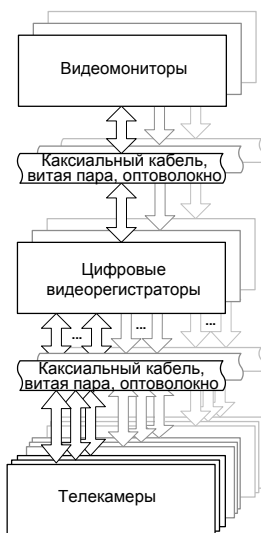 Видеомониторы
Каксиальный кабель,
витая пара, оптоволокно
Цифровые
видеорегистраторы
...
...
...
Каксиальный кабель,
витая пара, оптоволокно
Телекамеры